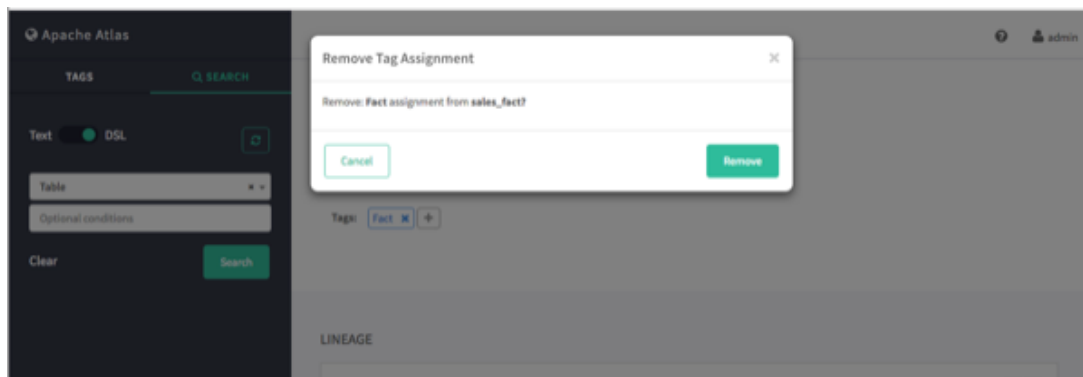 Apache Atlas
admin
TAGS
SEARCH
Remove Tag Assignment
×
Remove: Fact assignment from sales_fact?
Cancel
Remove
Text
DSL
Table
Optional conditions
Clear
Search
Tags: Fact × +
LINEAGE